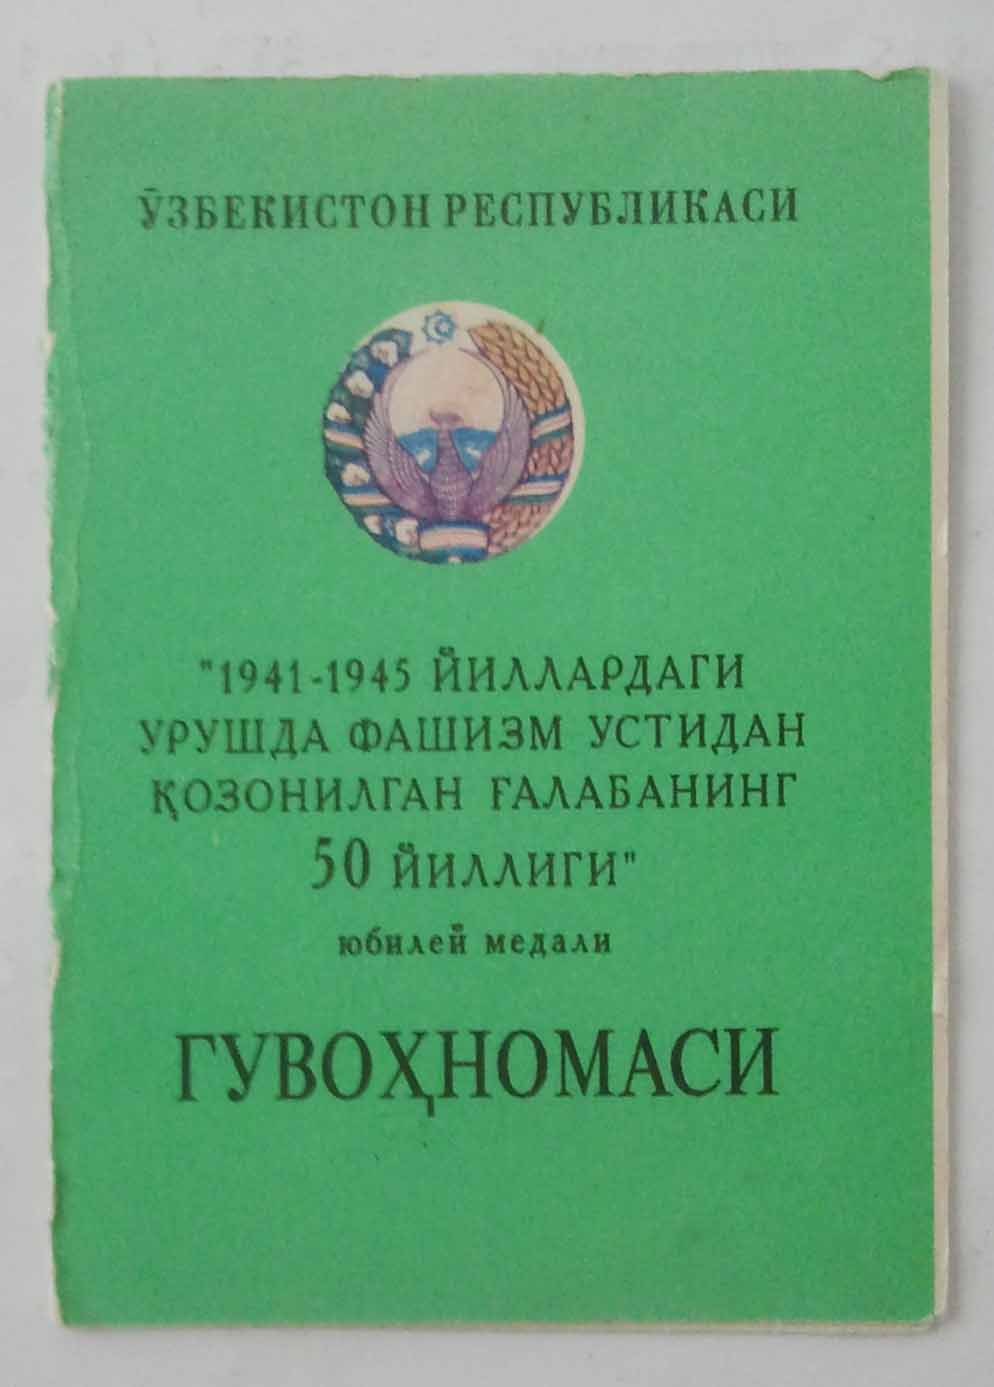 ЎЗБЕКИСТОН РЕСПУБЛИКАСИ
"1941-1945 ЙИЛЛАРДАГИ
УРУШДА ФАШИЗМ УСТИДАН
ҚОЗОНИЛГАН ҒАЛАБАНИНГ
50 ЙИЛЛИГИ"
юбилей медали
ГУВОҲНОМАСИ